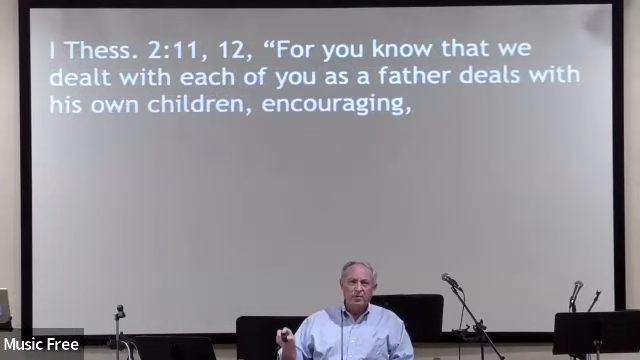 I Thess. 2:11, 12, “For you know that we
dealt with each of you as a father deals with
his own children, encouraging,
Music Free